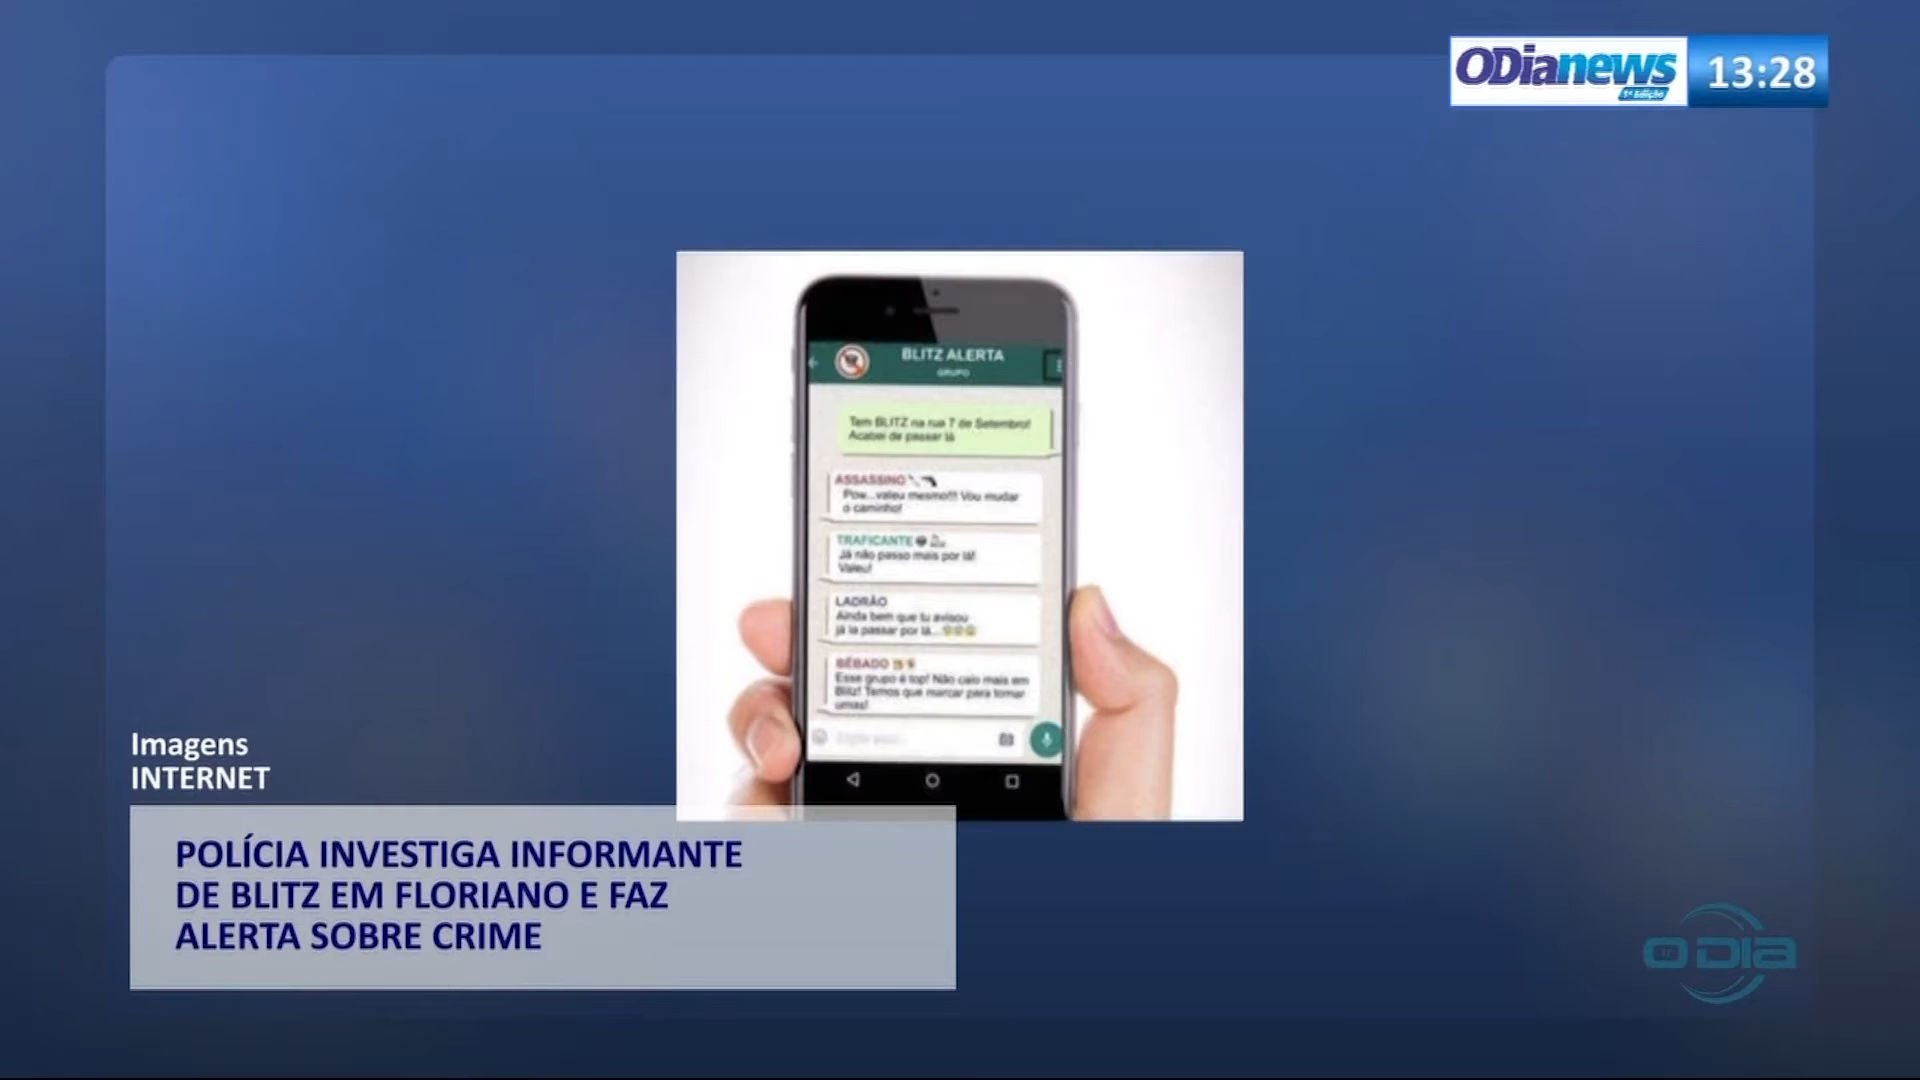 ODianews
1ª Edição
13:28
BLITZ ALERTA
GRUPO
Tem BLITZ na rua 7 de Setembro!
Acabei de passar lá
ASSASSINO
Pow...valeu mesmo!!! Vou mudar
o caminho!
TRAFICANTE
Já não passo mais por lá!
Valeu!
LADRÃO
Ainda bem que tu avisou
já ia passar por lá...
BÊBADO
Esse grupo é top! Não caio mais em
Blitz! Temos que marcar para tomar
umas!
Imagens
INTERNET
POLÍCIA INVESTIGA INFORMANTE
DE BLITZ EM FLORIANO E FAZ
ALERTA SOBRE CRIME
O DIA